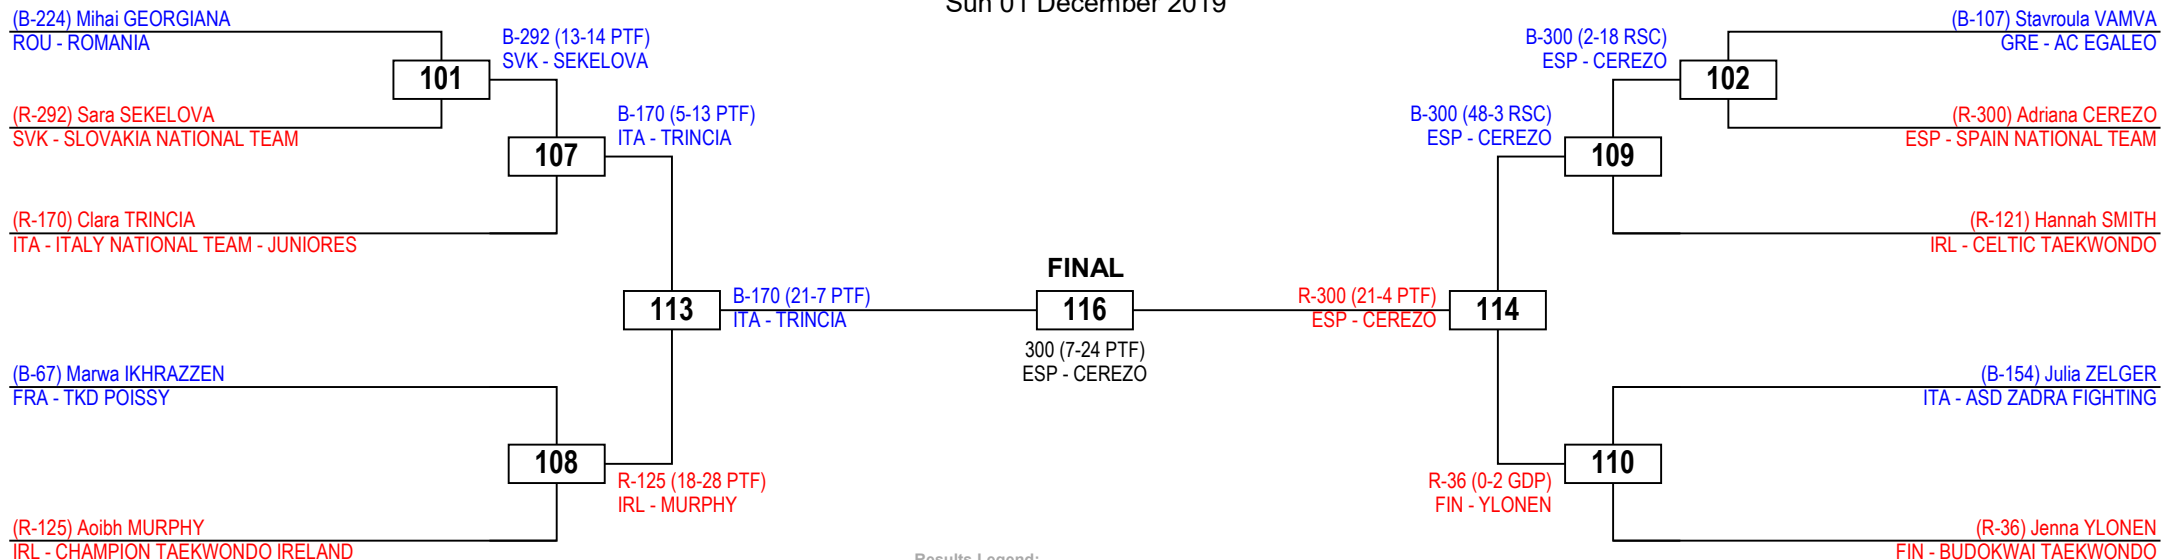 Sun 01 December 2019
(B-224) Mihai GEORGIANA
ROU - ROMANIA
B-292 (13-14 PTF)
SVK - SEKELOVA
101
(R-292) Sara SEKELOVA
SVK - SLOVAKIA NATIONAL TEAM
B-170 (5-13 PTF)
ITA - TRINCIA
107
(R-170) Clara TRINCIA
ITA - ITALY NATIONAL TEAM - JUNIORES
113
B-170 (21-7 PTF)
ITA - TRINCIA
(B-67) Marwa IKHRAZZEN
FRA - TKD POISSY
108
R-125 (18-28 PTF)
IRL - MURPHY
(R-125) Aoibh MURPHY
IRL - CHAMPION TAEKWONDO IRELAND
FINAL
116
300 (7-24 PTF)
ESP - CEREZO
(B-107) Stavroula VAMVA
GRE - AC EGALEO
B-300 (2-18 RSC)
ESP - CEREZO
102
(R-300) Adriana CEREZO
ESP - SPAIN NATIONAL TEAM
B-300 (48-3 RSC)
ESP - CEREZO
109
(R-121) Hannah SMITH
IRL - CELTIC TAEKWONDO
R-300 (21-4 PTF)
ESP - CEREZO
114
(B-154) Julia ZELGER
ITA - ASD ZADRA FIGHTING
110
R-36 (0-2 GDP)
FIN - YLONEN
(R-36) Jenna YLONEN
FIN - BUDOKWAI TAEKWONDO
Results Legend: